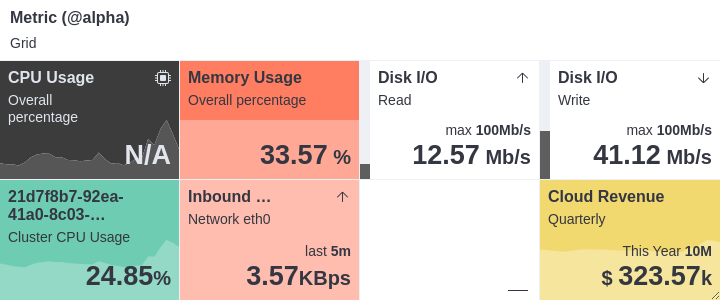 Metric (@alpha)
Grid
CPU Usage
Overall
percentage
N/A
Memory Usage
Overall percentage
33.57 %
Disk I/O
Read
max 100Mb/s
12.57 Mb/s
Disk I/O
Write
max 100Mb/s
41.12 Mb/s
21d7f8b7-92ea-
41a0-8c03-…
Cluster CPU Usage
24.85%
Inbound …
Network eth0
last 5m
3.57KBps
—
Cloud Revenue
Quarterly
This Year 10M
$ 323.57k